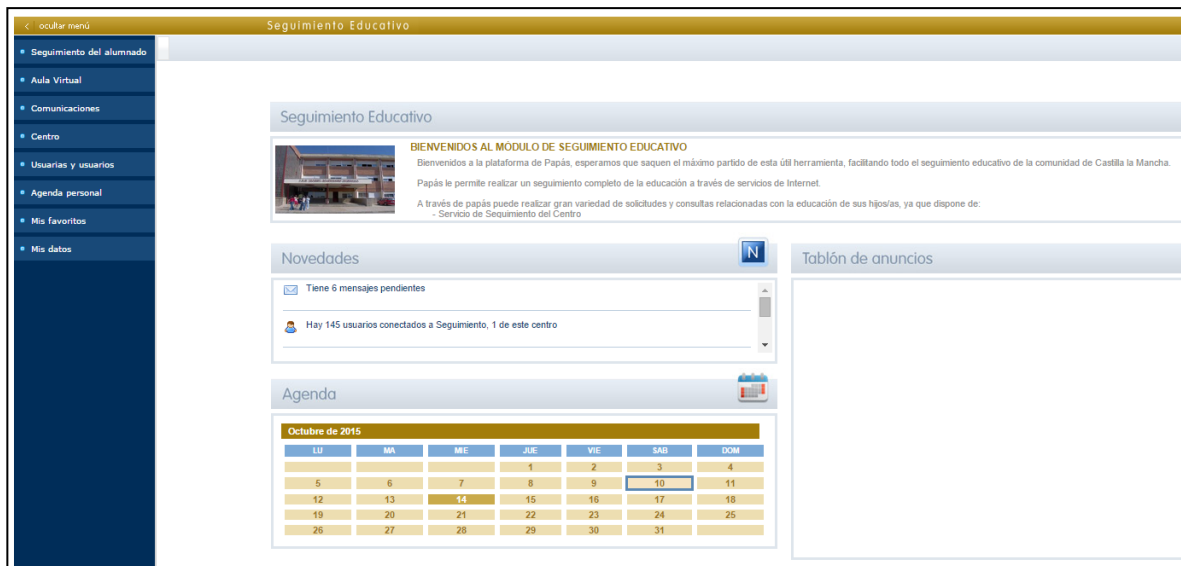 ocultar menú
Seguimiento Educativo
Seguimiento del alumnado
Aula Virtual
Comunicaciones
Centro
Usuarias y usuarios
Agenda personal
Mis favoritos
Mis datos
Seguimiento Educativo
BIENVENIDOS AL MÓDULO DE SEGUIMIENTO EDUCATIVO
Bienvenidos a la plataforma de Papás, esperamos que saquen el máximo partido de esta útil herramienta, facilitando todo el seguimiento educativo de la comunidad de Castilla la Mancha.
Papás le permite realizar un seguimiento completo de la educación a través de servicios de Internet.
A través de papás puede realizar gran variedad de solicitudes y consultas relacionadas con la educación de sus hijos/as, ya que dispone de:
- Servicio de Seguimiento del Centro
Novedades
N
Tiene 6 mensajes pendientes
Hay 145 usuarios conectados a Seguimiento, 1 de este centro
Tablón de anuncios
Agenda
Octubre de 2015
LU MA MIE JUE VIE SAB DOM
1 2 3 4
5 6 7 8 9 10 11
12 13 14 15 16 17 18
19 20 21 22 23 24 25
26 27 28 29 30 31